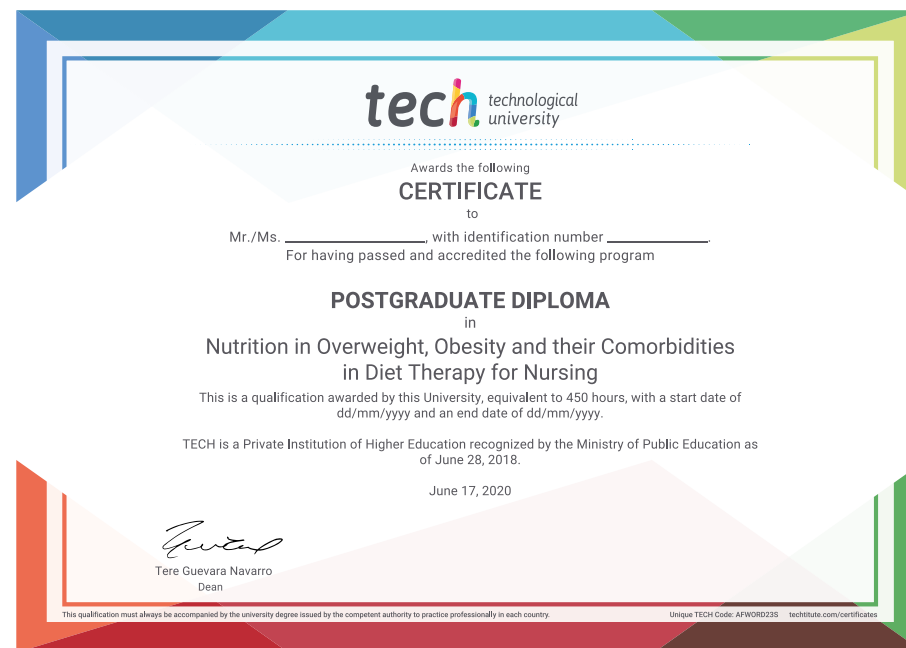 tech technological
university
Awards the following
CERTIFICATE
to
Mr./Ms. ____________________, with identification number ______________.
For having passed and accredited the following program
POSTGRADUATE DIPLOMA
in
Nutrition in Overweight, Obesity and their Comorbidities
in Diet Therapy for Nursing
This is a qualification awarded by this University, equivalent to 450 hours, with a start date of
dd/mm/yyyy and an end date of dd/mm/yyyy.
TECH is a Private Institution of Higher Education recognized by the Ministry of Public Education as
of June 28, 2018.
June 17, 2020
Tere Guevara Navarro
Dean
This qualification must always be accompanied by the university degree issued by the competent authority to practice professionally in each country. Unique TECH Code: AFWORD23S techtitute.com/certificates